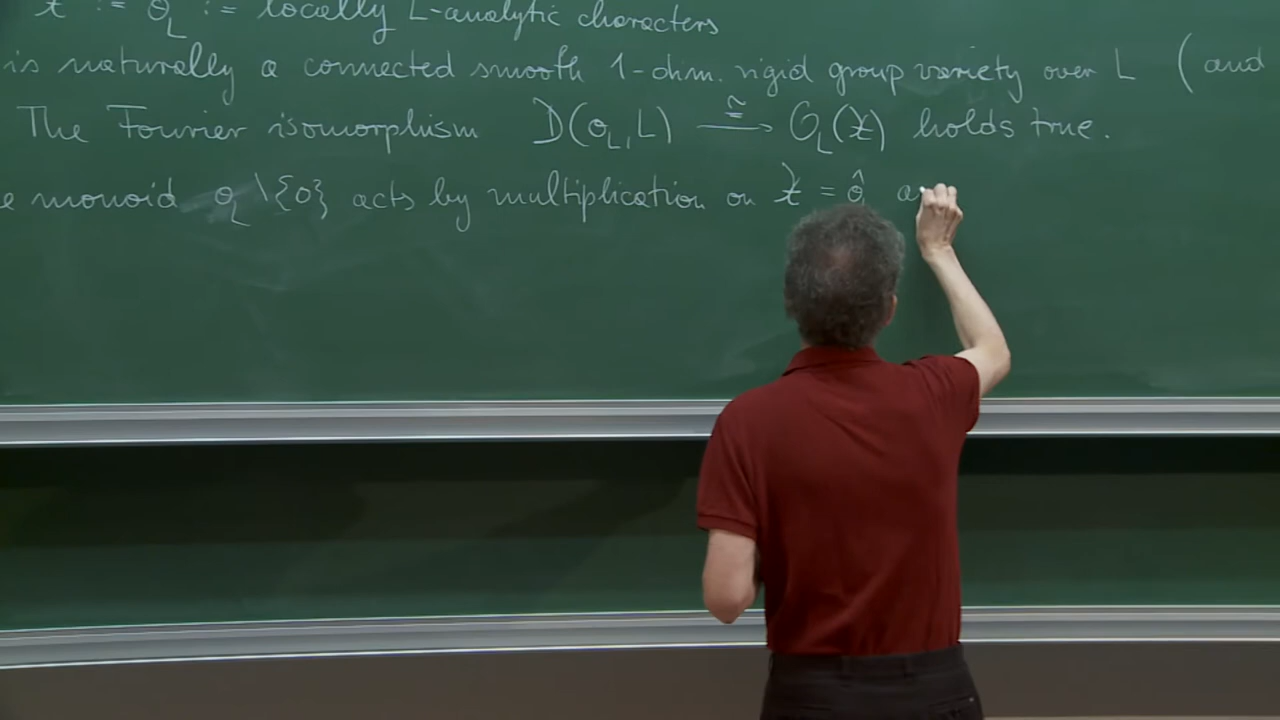 𝔛 := ô_L := locally L-analytic characters
is naturally a connected smooth 1-dim. rigid group variety over L (and
The Fourier isomorphism D(o_L, L) ≅→ O_L(𝔛) holds true.
e monoid o_L \ {0} acts by multiplication on 𝔛 = ô a